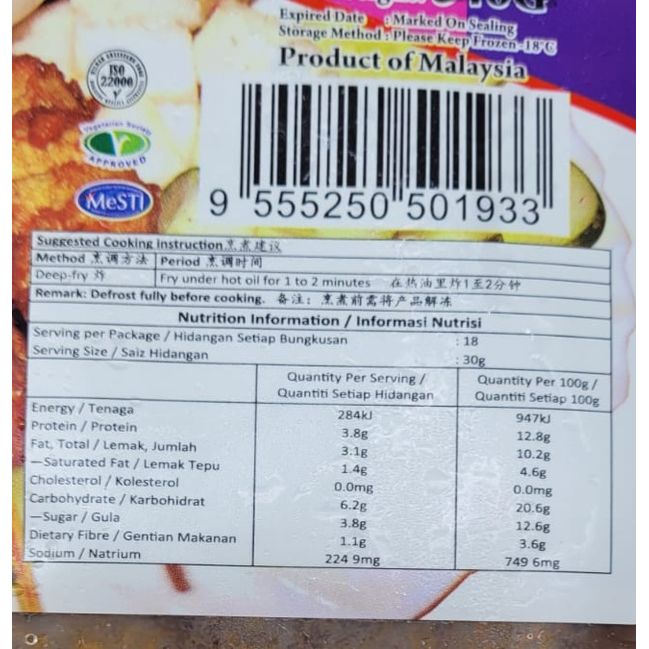 Expired Date : Marked On Sealing
Storage Method : Please Keep Frozen -18°C
Product of Malaysia
ISO
22000
Vegetarian Society
APPROVED
MeSTI
9 555250 501933
Suggested Cooking Instruction 烹煮建议
Method 烹调方法 Period 烹调时间
Deep-fry 炸 Fry under hot oil for 1 to 2 minutes 在热油里炸1至2分钟
Remark: Defrost fully before cooking. 备注: 烹煮前需将产品解冻
Nutrition Information / Informasi Nutrisi
Serving per Package / Hidangan Setiap Bungkusan : 18
Serving Size / Saiz Hidangan : 30g
Quantity Per Serving / Quantity Per 100g /
Quantiti Setiap Hidangan Quantiti Setiap 100g
Energy / Tenaga 284kJ 947kJ
Protein / Protein 3.8g 12.8g
Fat, Total / Lemak, Jumlah 3.1g 10.2g
—Saturated Fat / Lemak Tepu 1.4g 4.6g
Cholesterol / Kolesterol 0.0mg 0.0mg
Carbohydrate / Karbohidrat 6.2g 20.6g
—Sugar / Gula 3.8g 12.6g
Dietary Fibre / Gentian Makanan 1.1g 3.6g
Sodium / Natrium 224 9mg 749 6mg